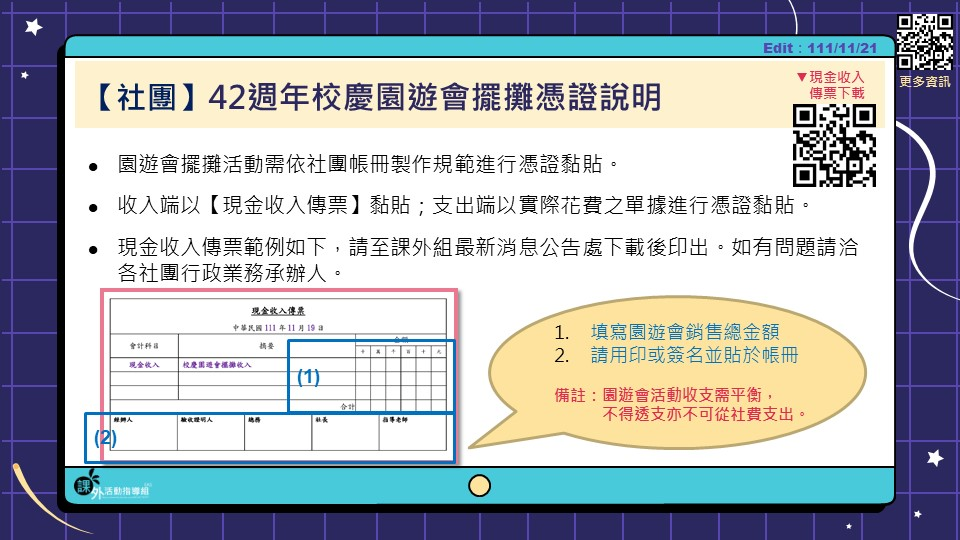 Edit：111/11/21
更多資訊
【社團】42週年校慶園遊會擺攤憑證說明
▼現金收入
傳票下載
● 園遊會擺攤活動需依社團帳冊製作規範進行憑證黏貼。
● 收入端以【現金收入傳票】黏貼；支出端以實際花費之單據進行憑證黏貼。
● 現金收入傳票範例如下，請至課外組最新消息公告處下載後印出。如有問題請洽
各社團行政業務承辦人。
現金收入傳票
中華民國 111 年 11 月 19 日
會計科目 摘要 金額
十 萬 千 百 十 元
現金收入 校慶園遊會擺攤收入
(1)
合計
經辦人 驗收證明人 總務 社長 指導老師
(2)
1. 填寫園遊會銷售總金額
2. 請用印或簽名並貼於帳冊
備註：園遊會活動收支需平衡，
不得透支亦不可從社費支出。
課外活動指導組